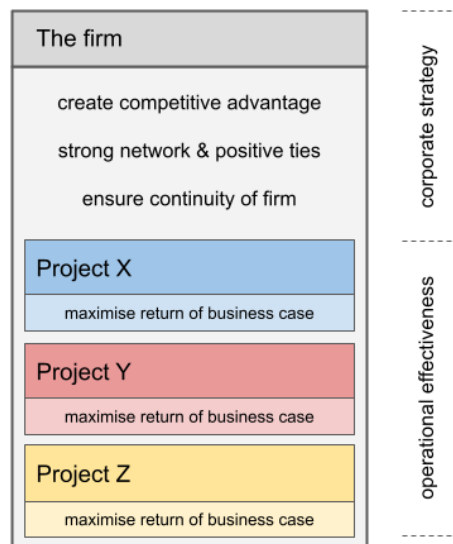 The firm
create competitive advantage
strong network & positive ties
ensure continuity of firm
corporate strategy
Project X
maximise return of business case
Project Y
maximise return of business case
Project Z
maximise return of business case
operational effectiveness